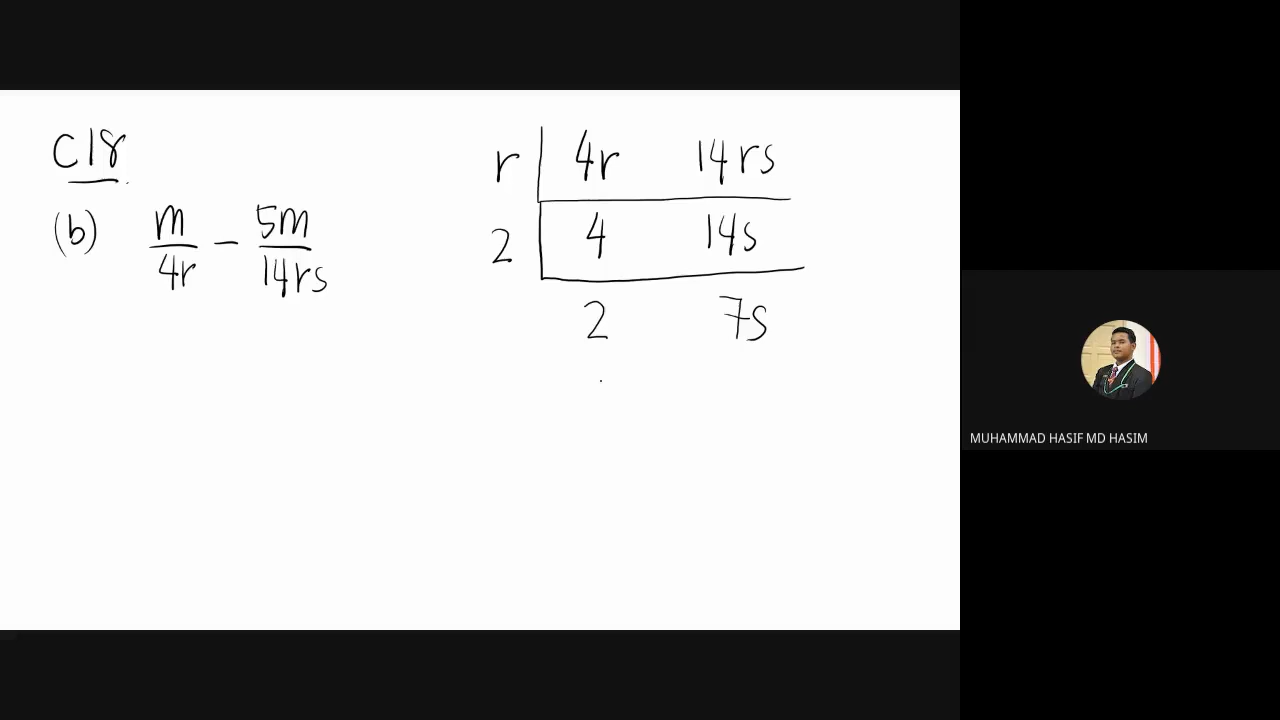 C18
(b) m/4r − 5m/14rs
r | 4r 14rs
2 | 4 14s
2 7s
MUHAMMAD HASIF MD HASIM